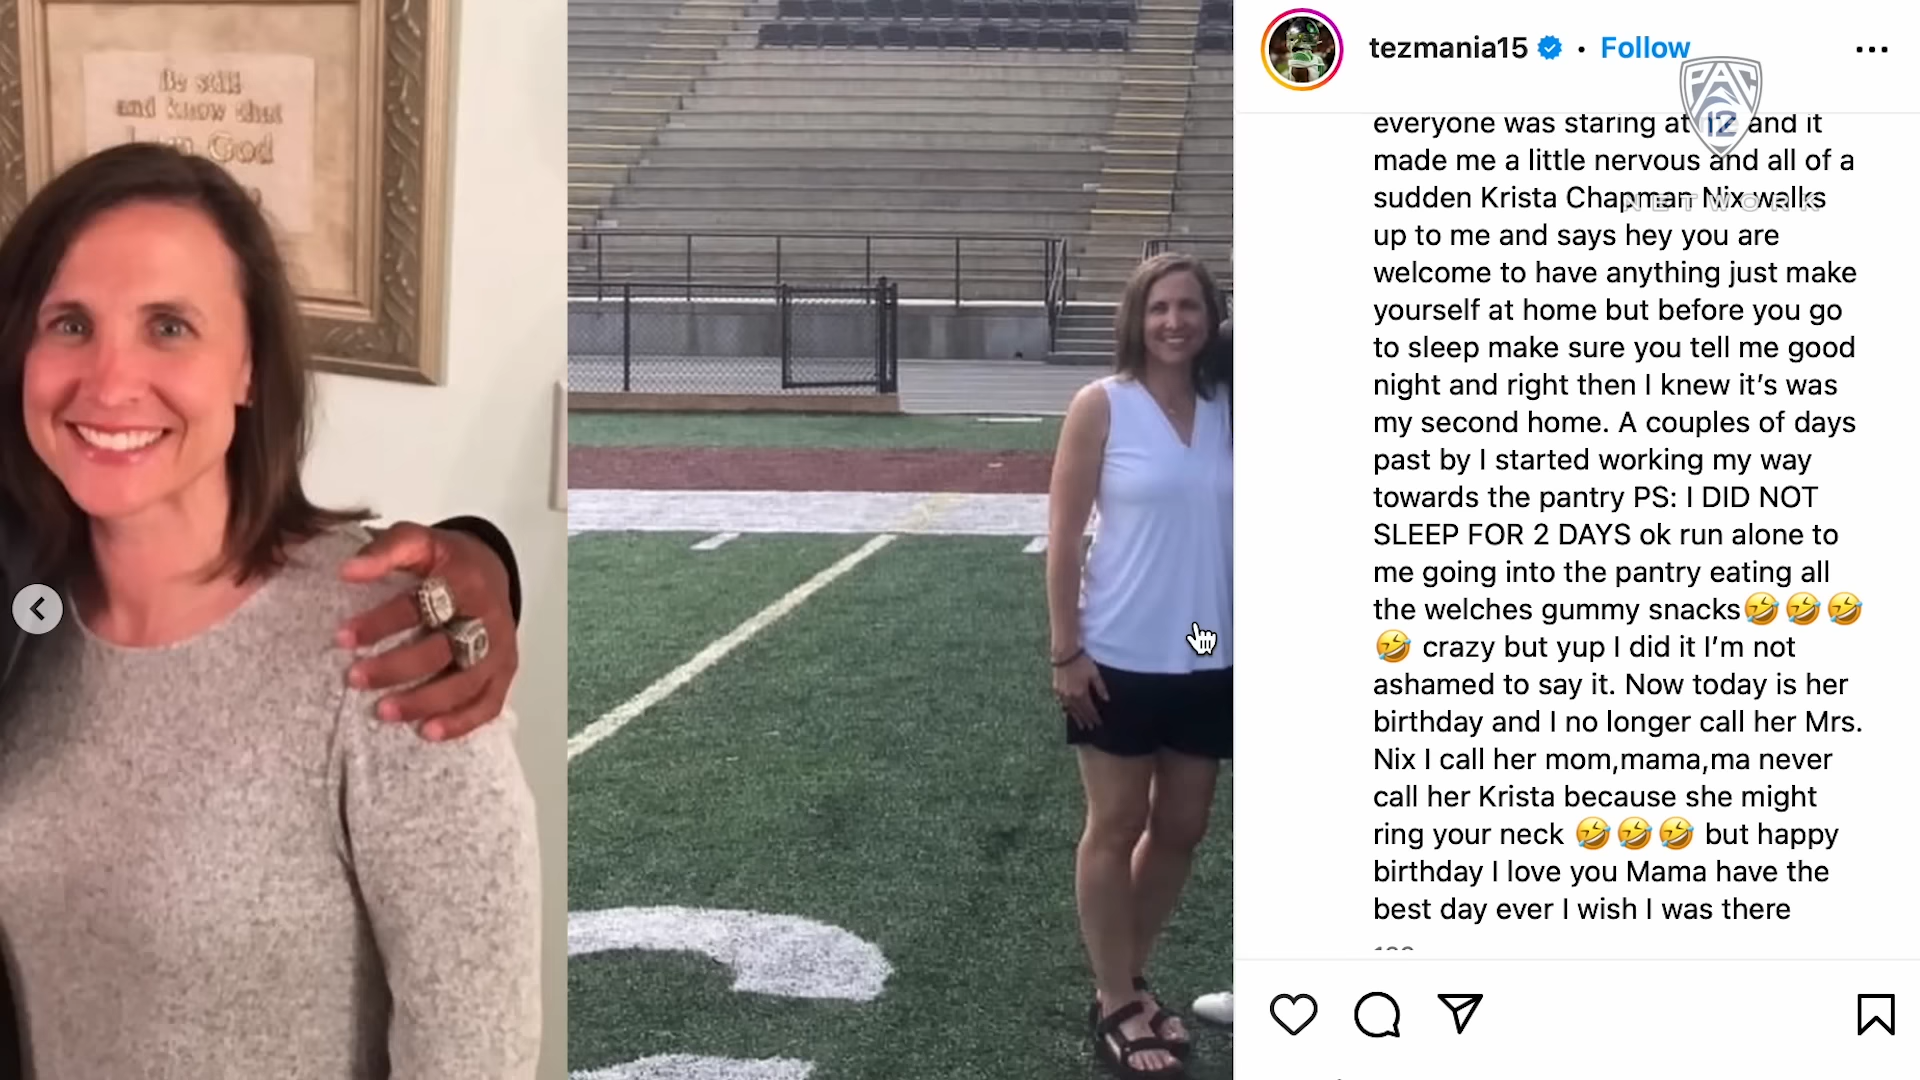 Be still
and know that
I am God
tezmania15 • Follow
PAC
12
NETWORK
everyone was staring at me and it
made me a little nervous and all of a
sudden Krista Chapman Nix walks
up to me and says hey you are
welcome to have anything just make
yourself at home but before you go
to sleep make sure you tell me good
night and right then I knew it’s was
my second home. A couples of days
past by I started working my way
towards the pantry PS: I DID NOT
SLEEP FOR 2 DAYS ok run alone to
me going into the pantry eating all
the welches gummy snacks🤣🤣🤣
🤣 crazy but yup I did it I’m not
ashamed to say it. Now today is her
birthday and I no longer call her Mrs.
Nix I call her mom,mama,ma never
call her Krista because she might
ring your neck 🤣🤣🤣 but happy
birthday I love you Mama have the
best day ever I wish I was there